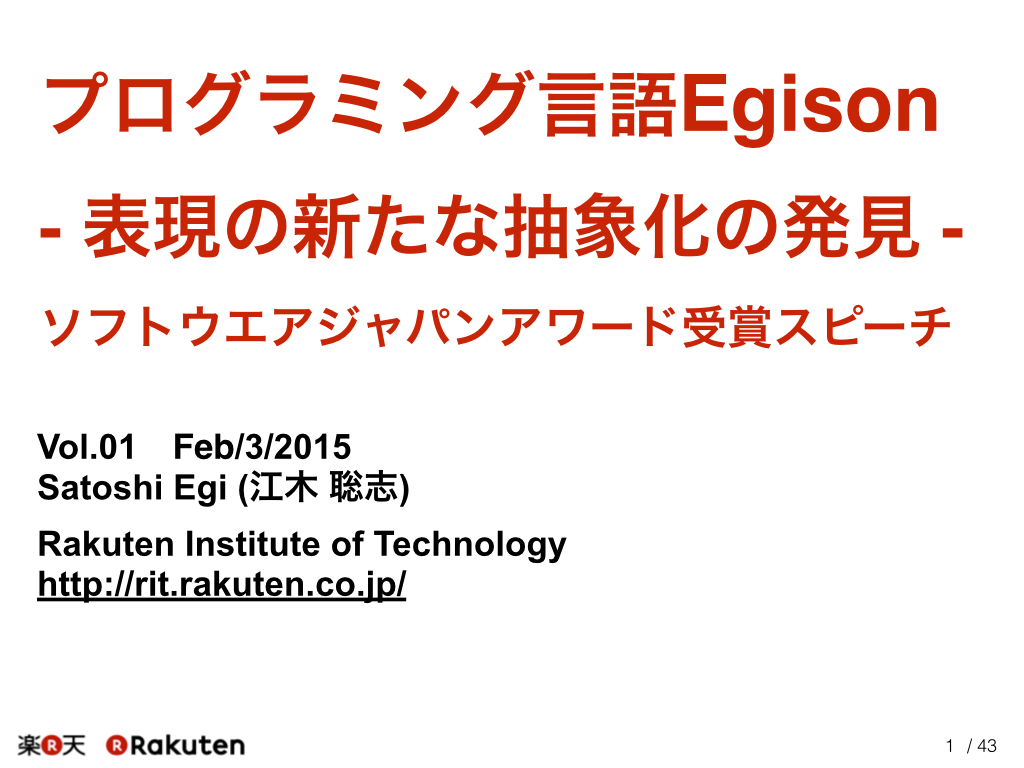 プログラミング言語Egison
- 表現の新たな抽象化の発見 -
ソフトウエアジャパンアワード受賞スピーチ
Vol.01 Feb/3/2015
Satoshi Egi (江木 聡志)
Rakuten Institute of Technology
http://rit.rakuten.co.jp/
楽R天 R Rakuten
1 / 43